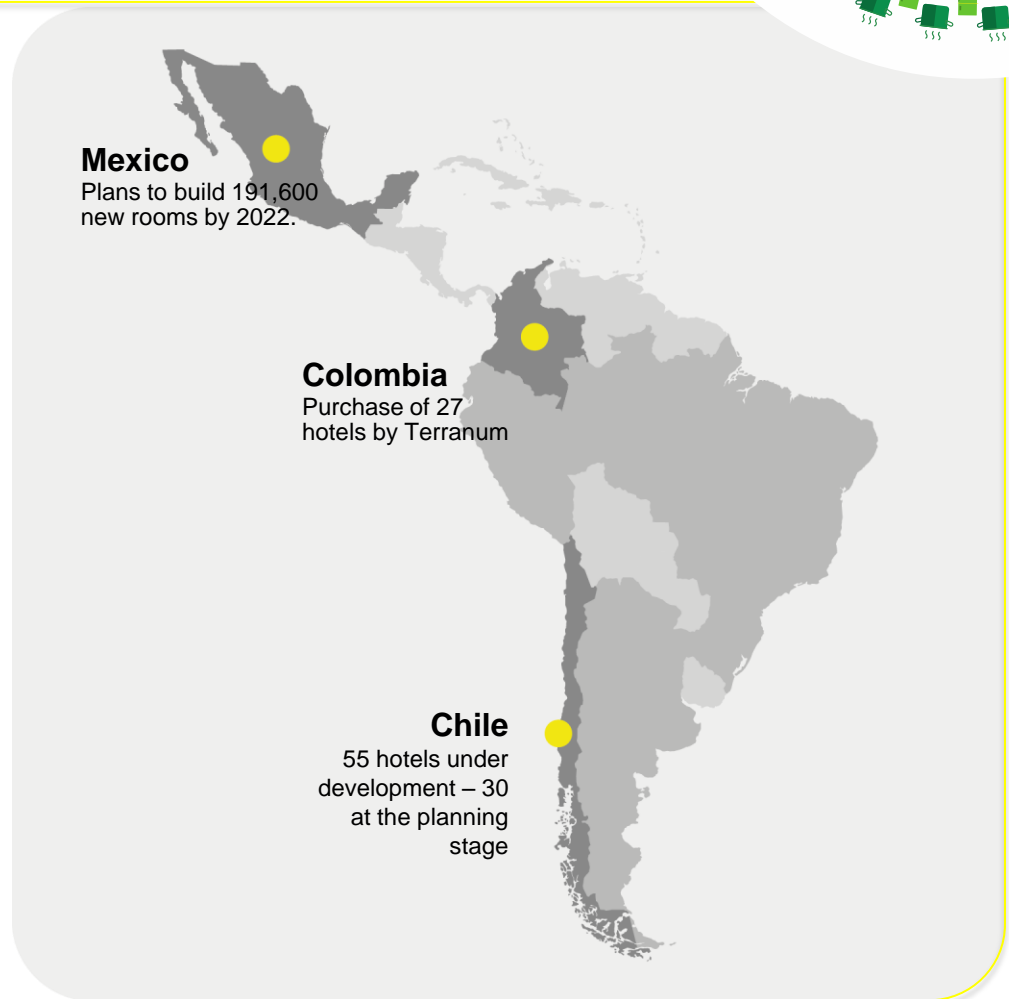 Mexico
Plans to build 191,600
new rooms by 2022.
Colombia
Purchase of 27
hotels by Terranum
Chile
55 hotels under
development – 30
at the planning
stage